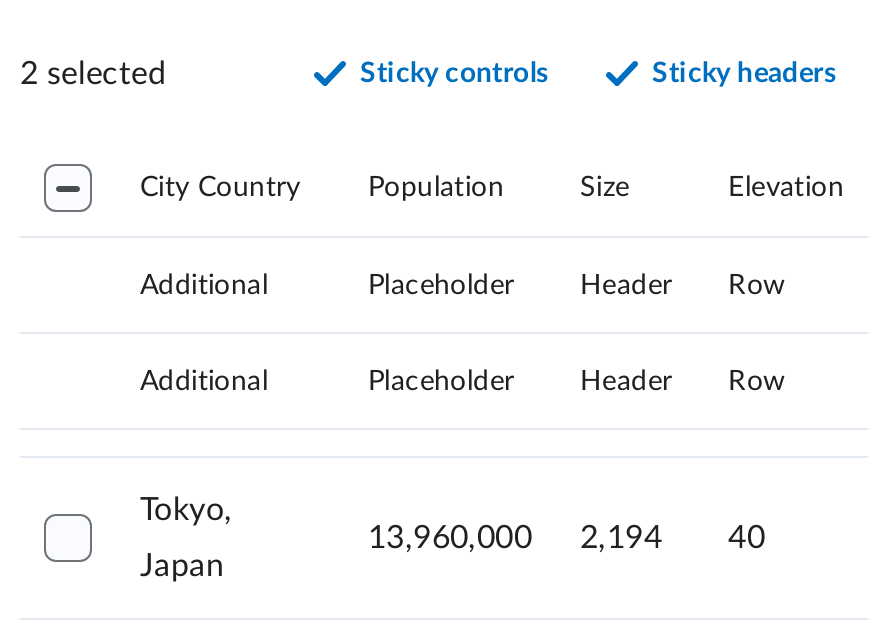 2 selected Sticky controls Sticky headers
City Country Population Size Elevation
Additional Placeholder Header Row
Additional Placeholder Header Row
Tokyo,
Japan 13,960,000 2,194 40